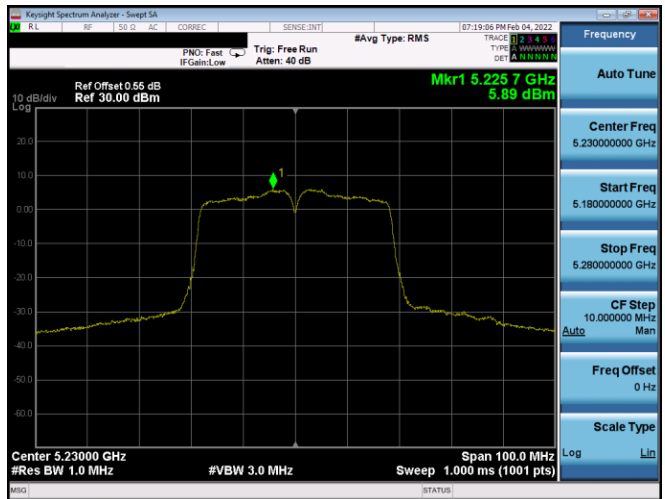 Keysight Spectrum Analyzer - Swept SA
RL RF 50 Ω AC CORREC SENSE:INT 07:19:06 PM Feb 04, 2022
#Avg Type: RMS TRACE 1 2 3 4 5 6
PNO: Fast Trig: Free Run TYPE A WWWWW
IFGain:Low Atten: 40 dB DET A N N N N N
Mkr1 5.225 7 GHz
5.89 dBm
Ref Offset 0.55 dB
10 dB/div Ref 30.00 dBm
Log
20.0
10.0
0.00
-10.0
-20.0
-30.0
-40.0
-50.0
-60.0
1
Center 5.23000 GHz Span 100.0 MHz
#Res BW 1.0 MHz #VBW 3.0 MHz Sweep 1.000 ms (1001 pts)
MSG STATUS
Frequency
Auto Tune
Center Freq
5.230000000 GHz
Start Freq
5.180000000 GHz
Stop Freq
5.280000000 GHz
CF Step
10.000000 MHz
Auto Man
Freq Offset
0 Hz
Scale Type
Log Lin